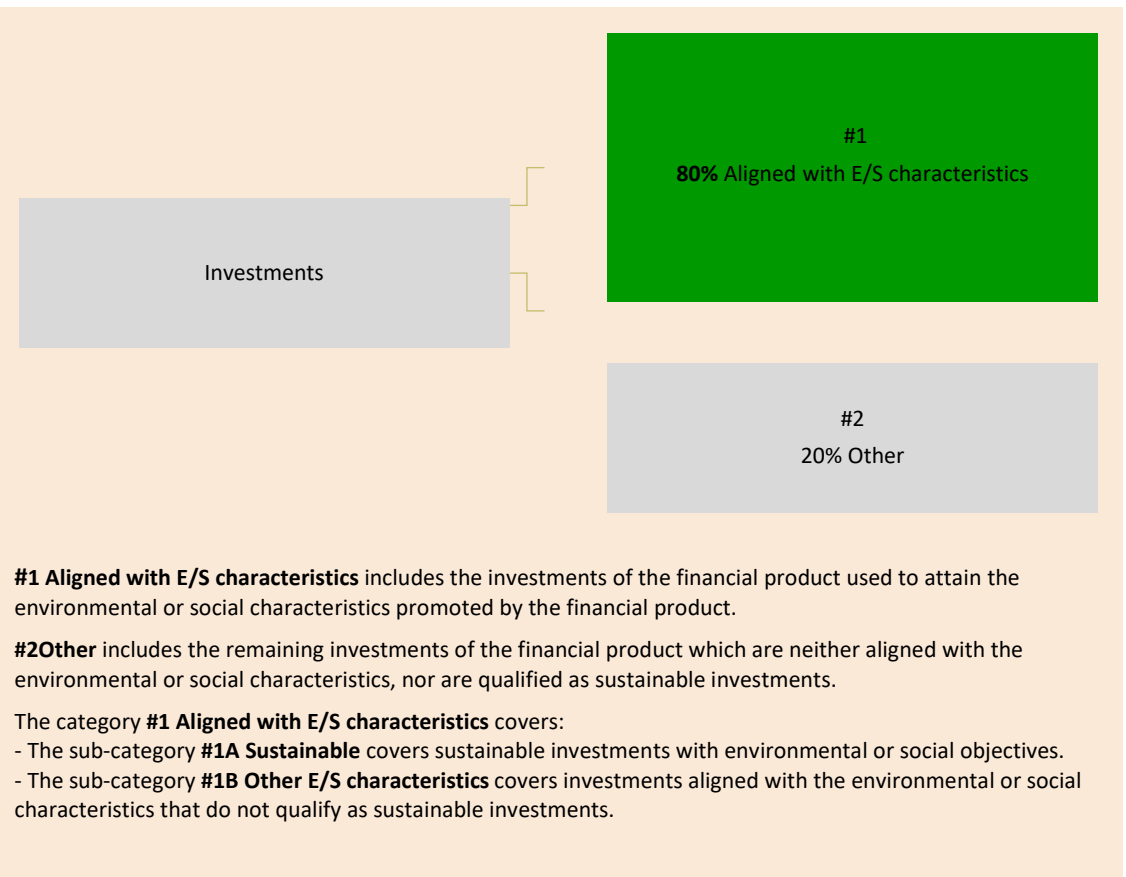 #1
80% Aligned with E/S characteristics
Investments
#2
20% Other
#1 Aligned with E/S characteristics includes the investments of the financial product used to attain the
environmental or social characteristics promoted by the financial product.
#2Other includes the remaining investments of the financial product which are neither aligned with the
environmental or social characteristics, nor are qualified as sustainable investments.
The category #1 Aligned with E/S characteristics covers:
- The sub-category #1A Sustainable covers sustainable investments with environmental or social objectives.
- The sub-category #1B Other E/S characteristics covers investments aligned with the environmental or social
characteristics that do not qualify as sustainable investments.